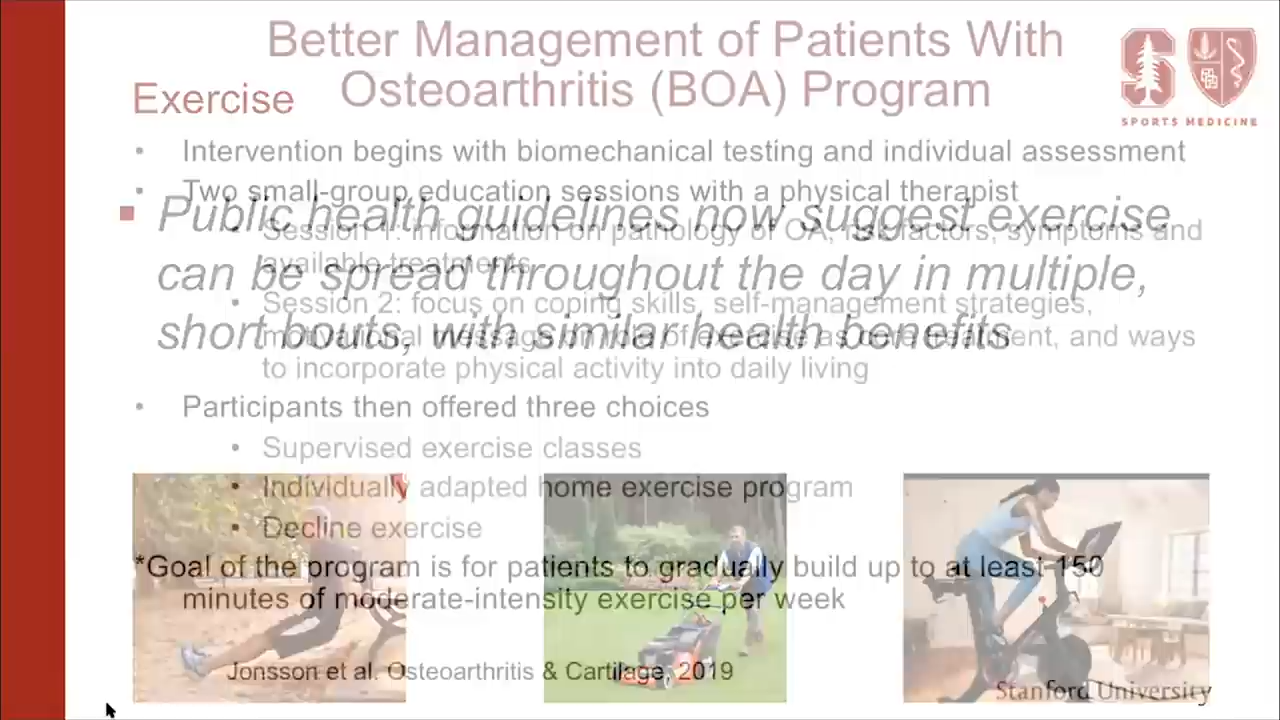 Better Management of Patients With
Osteoarthritis (BOA) Program
Exercise
SPORTS MEDICINE
• Intervention begins with biomechanical testing and individual assessment
• Two small-group education sessions with a physical therapist
Public health guidelines now suggest exercise
can be spread throughout the day in multiple,
short bouts, with similar health benefits
• Session 1: information on pathology of OA, risk factors, symptoms and
available treatments
• Session 2: focus on coping skills, self-management strategies,
of exercise as treatment, and ways
to incorporate physical activity into daily living
• Participants then offered three choices
• Supervised exercise classes
• Individually adapted home exercise program
• Decline exercise
*Goal of the program is for patients to gradually build up to at least 150
minutes of moderate-intensity exercise per week
Jonsson et al. Osteoarthritis & Cartilage, 2019
Stanford University